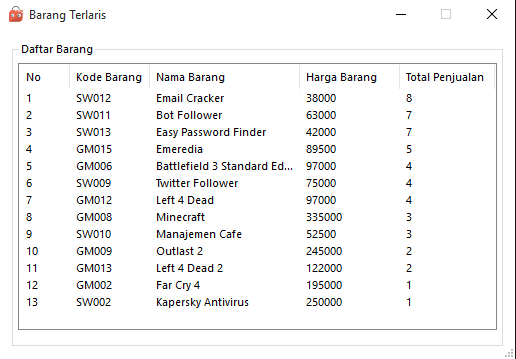 Barang Terlaris
Daftar Barang
No Kode Barang Nama Barang Harga Barang Total Penjualan
1 SW012 Email Cracker 38000 8
2 SW011 Bot Follower 63000 7
3 SW013 Easy Password Finder 42000 7
4 GM015 Emeredia 89500 5
5 GM006 Battlefield 3 Standard Ed... 97000 4
6 SW009 Twitter Follower 75000 4
7 GM012 Left 4 Dead 97000 4
8 GM008 Minecraft 335000 3
9 SW010 Manajemen Cafe 52500 3
10 GM009 Outlast 2 245000 2
11 GM013 Left 4 Dead 2 122000 2
12 GM002 Far Cry 4 195000 1
13 SW002 Kapersky Antivirus 250000 1